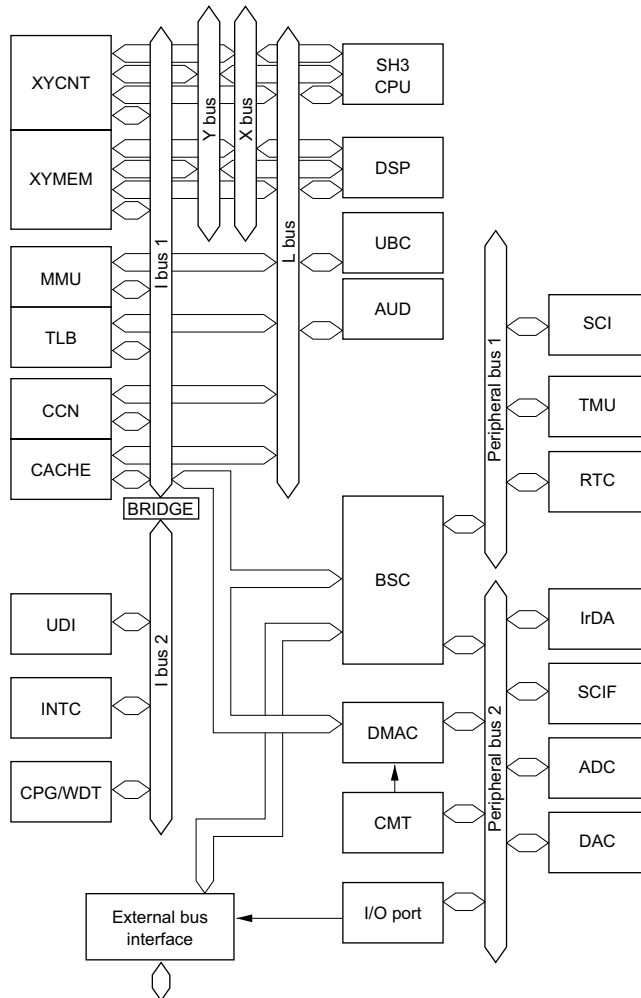 XYCNT
XYMEM
MMU
TLB
CCN
CACHE
BRIDGE
UDI
INTC
CPG/WDT
I bus 1
I bus 2
Y bus
X bus
L bus
SH3
CPU
DSP
UBC
AUD
BSC
DMAC
CMT
I/O port
External bus
interface
Peripheral bus 1
Peripheral bus 2
SCI
TMU
RTC
IrDA
SCIF
ADC
DAC